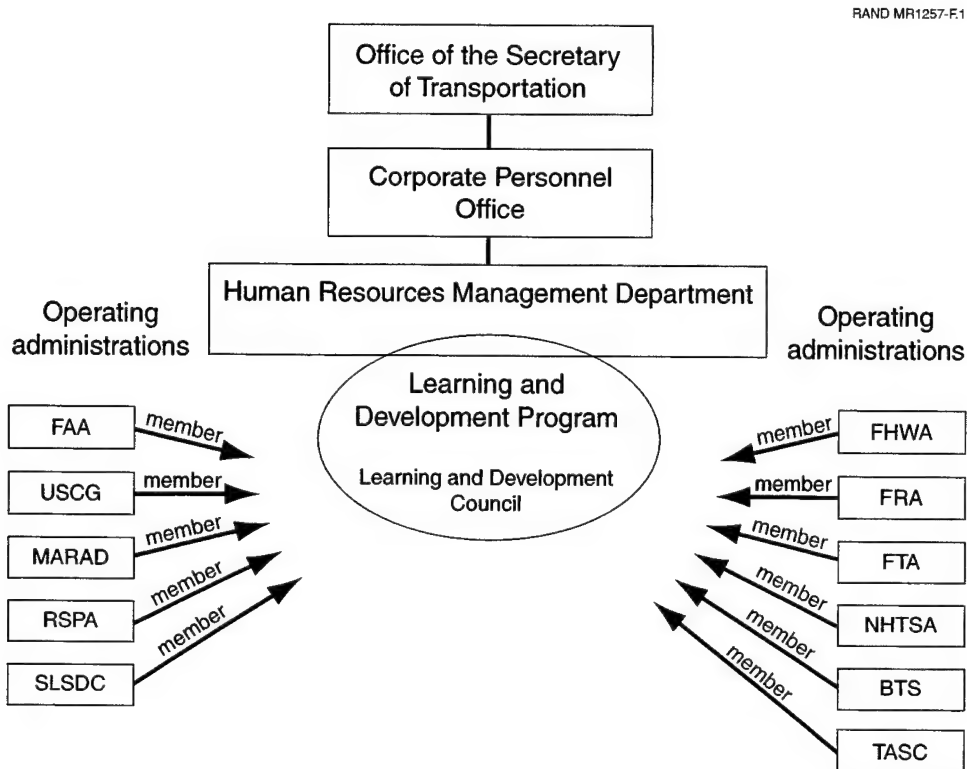 RAND MR1257-F.1
Office of the Secretary
of Transportation
Corporate Personnel
Office
Human Resources Management Department
Operating
administrations
Operating
administrations
Learning and
Development Program
Learning and Development
Council
FAA
member
USCG
member
MARAD
member
RSPA
member
SLSDC
member
member
FHWA
member
FRA
member
FTA
member
NHTSA
member
BTS
member
TASC